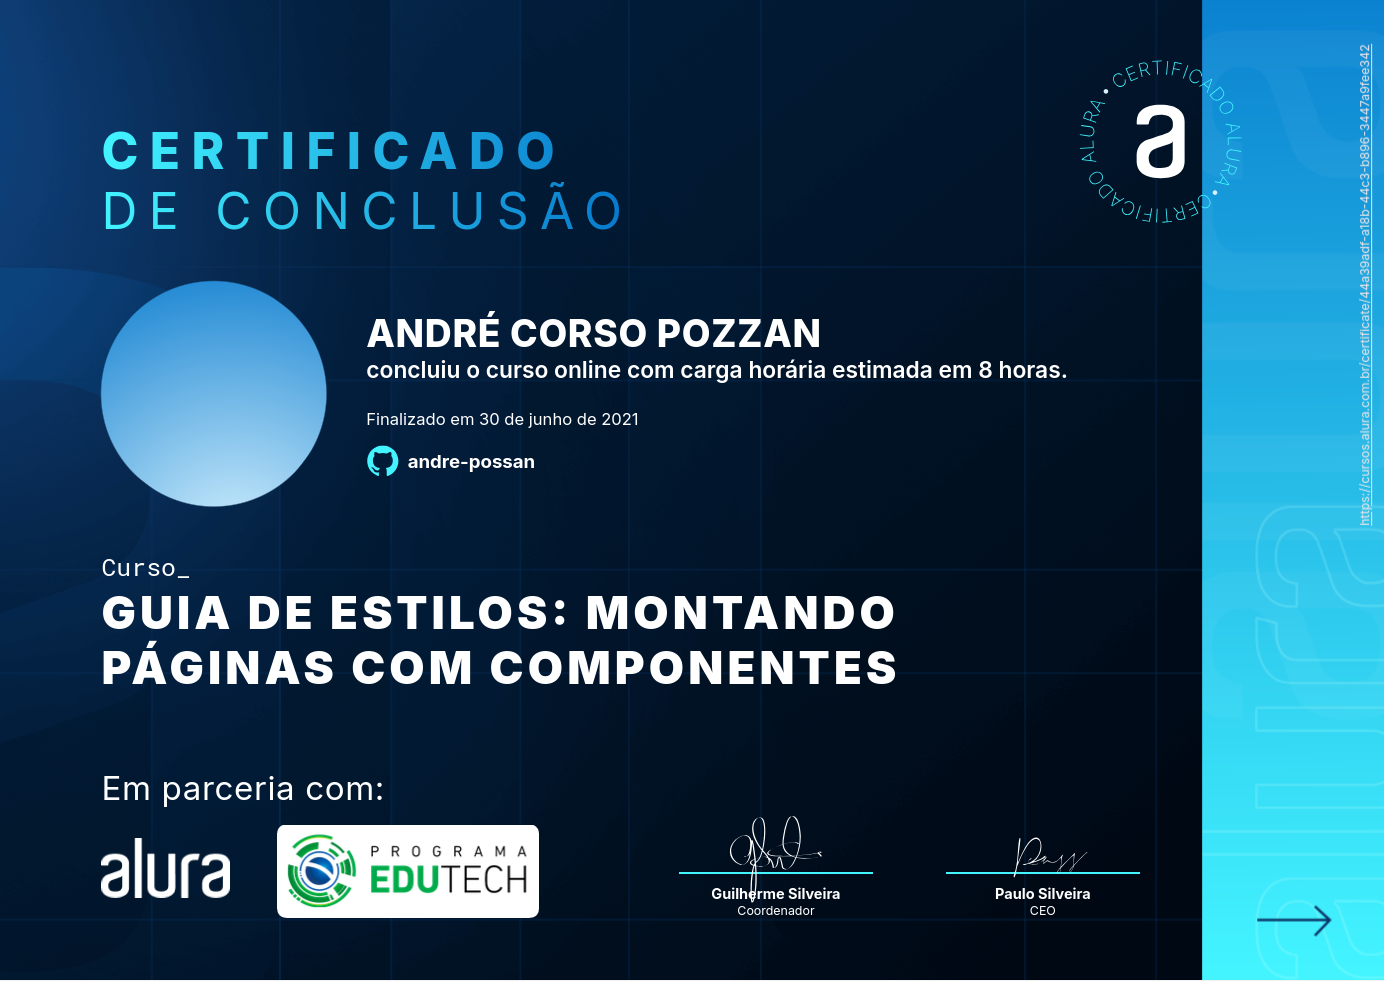 CERTIFICADO
DE CONCLUSÃO
CERTIFICADO ALURA • CERTIFICADO ALURA •
a
https://cursos.alura.com.br/certificate/44a39adf-a18b-44c3-b896-3447a9fee342
ANDRÉ CORSO POZZAN
concluiu o curso online com carga horária estimada em 8 horas.
Finalizado em 30 de junho de 2021
andre-possan
Curso_
GUIA DE ESTILOS: MONTANDO
PÁGINAS COM COMPONENTES
Em parceria com:
alura
PROGRAMA
EDUTECH
Guilherme Silveira
Coordenador
Paulo Silveira
CEO
alura